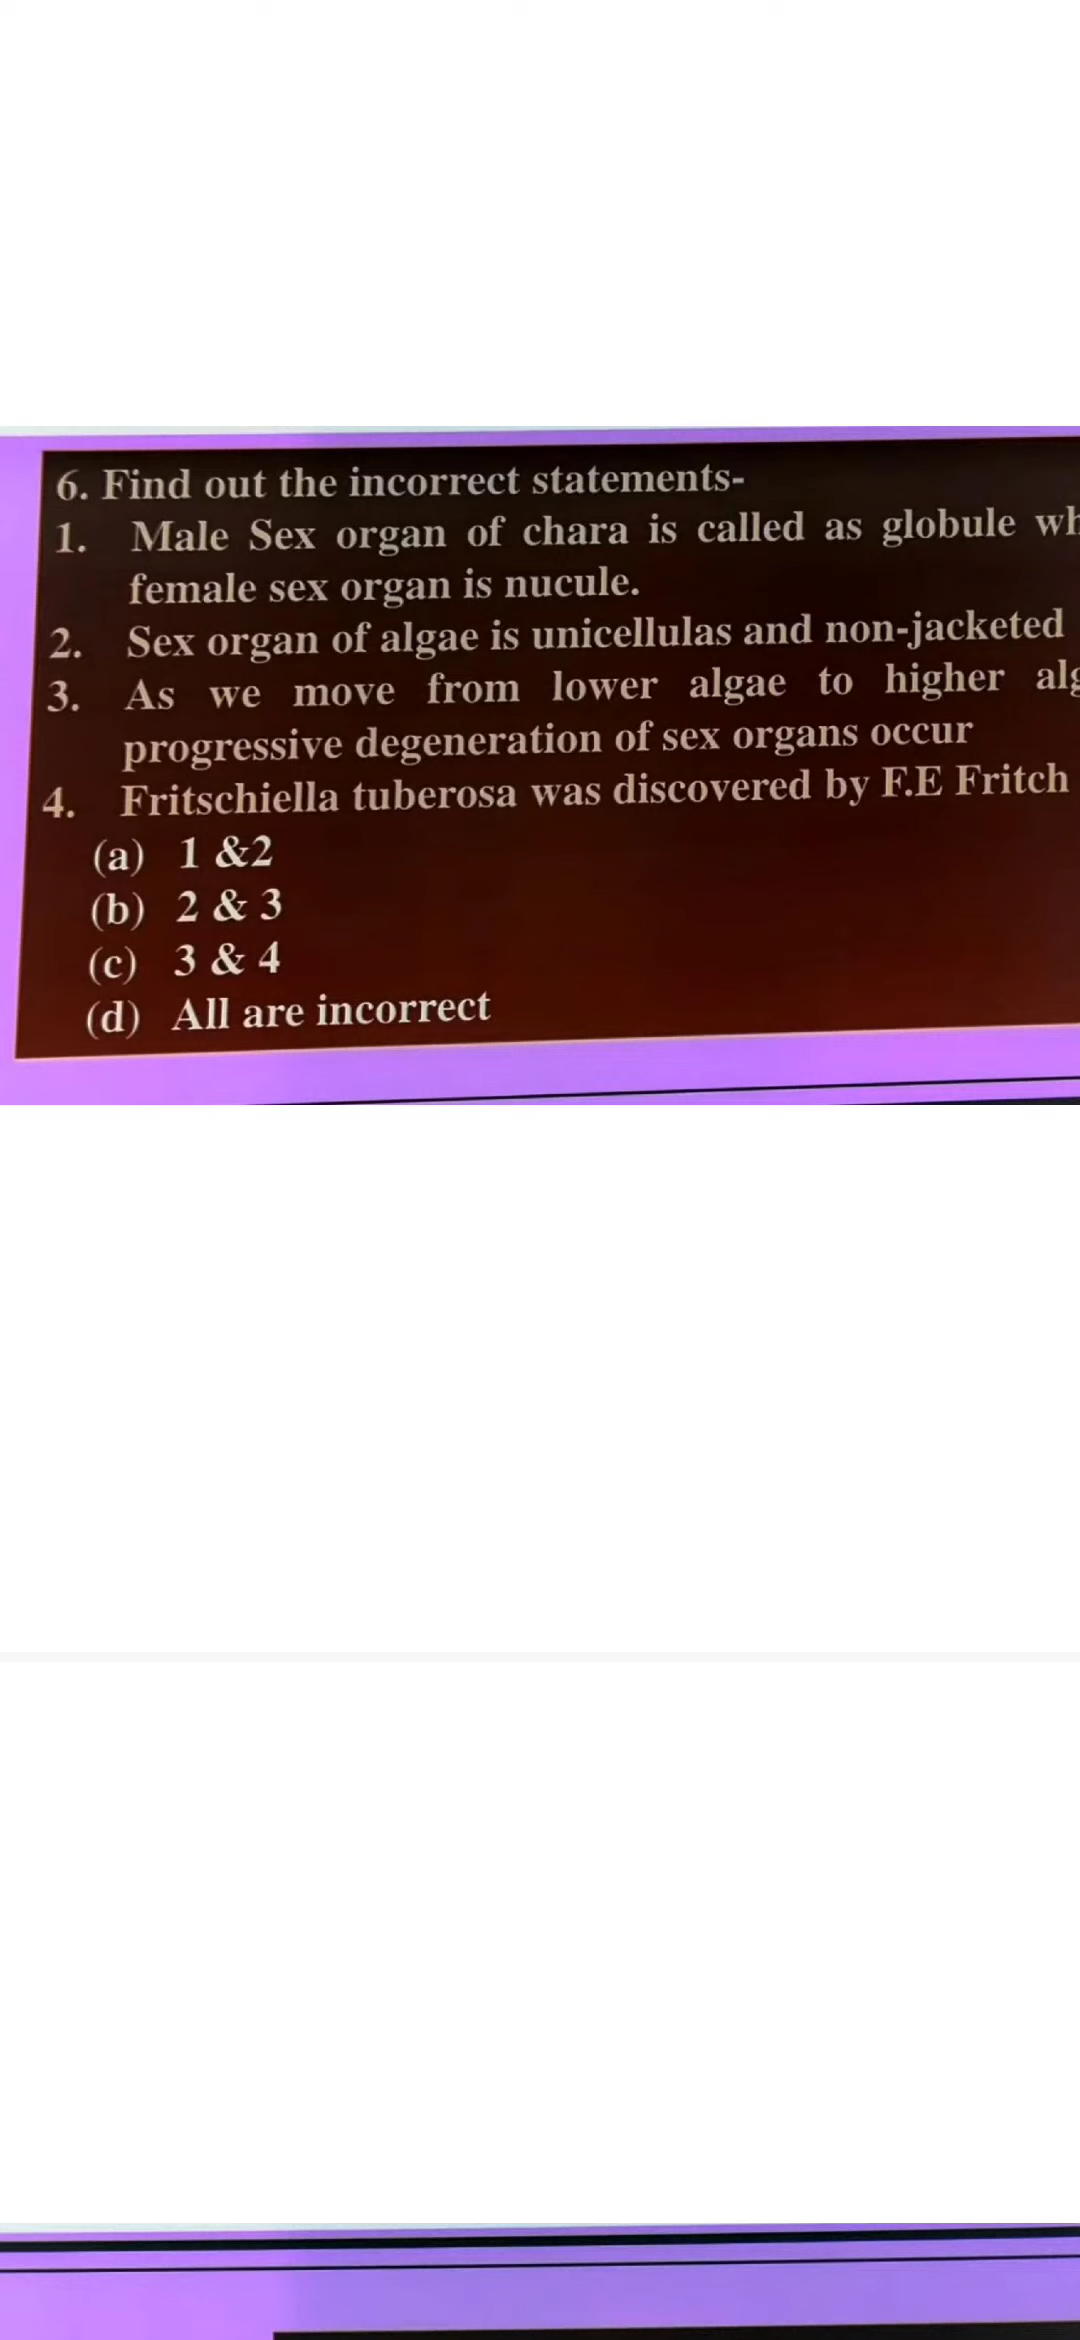 6. Find out the incorrect statements-
1. Male Sex organ of chara is called as globule
female sex organ is nucule.
2. Sex organ of algae is unicellulas and non-jacketed
3. As we move from lower algae to higher
progressive degeneration of sex organs occur
4. Fritschiella tuberosa was discovered by F.E Fritch
(a) 1 &2
(b) 2 & 3
(c) 3 & 4
(d) All are incorrect